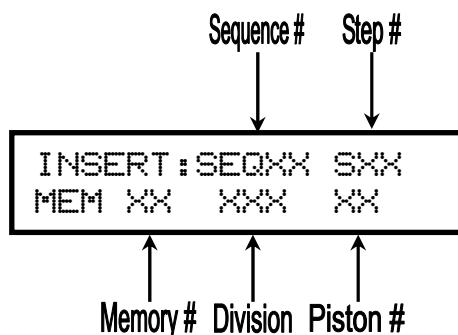 Sequence # Step #
INSERT:SEQXX SXX
MEM XX XXX XX
Memory # Division Piston #